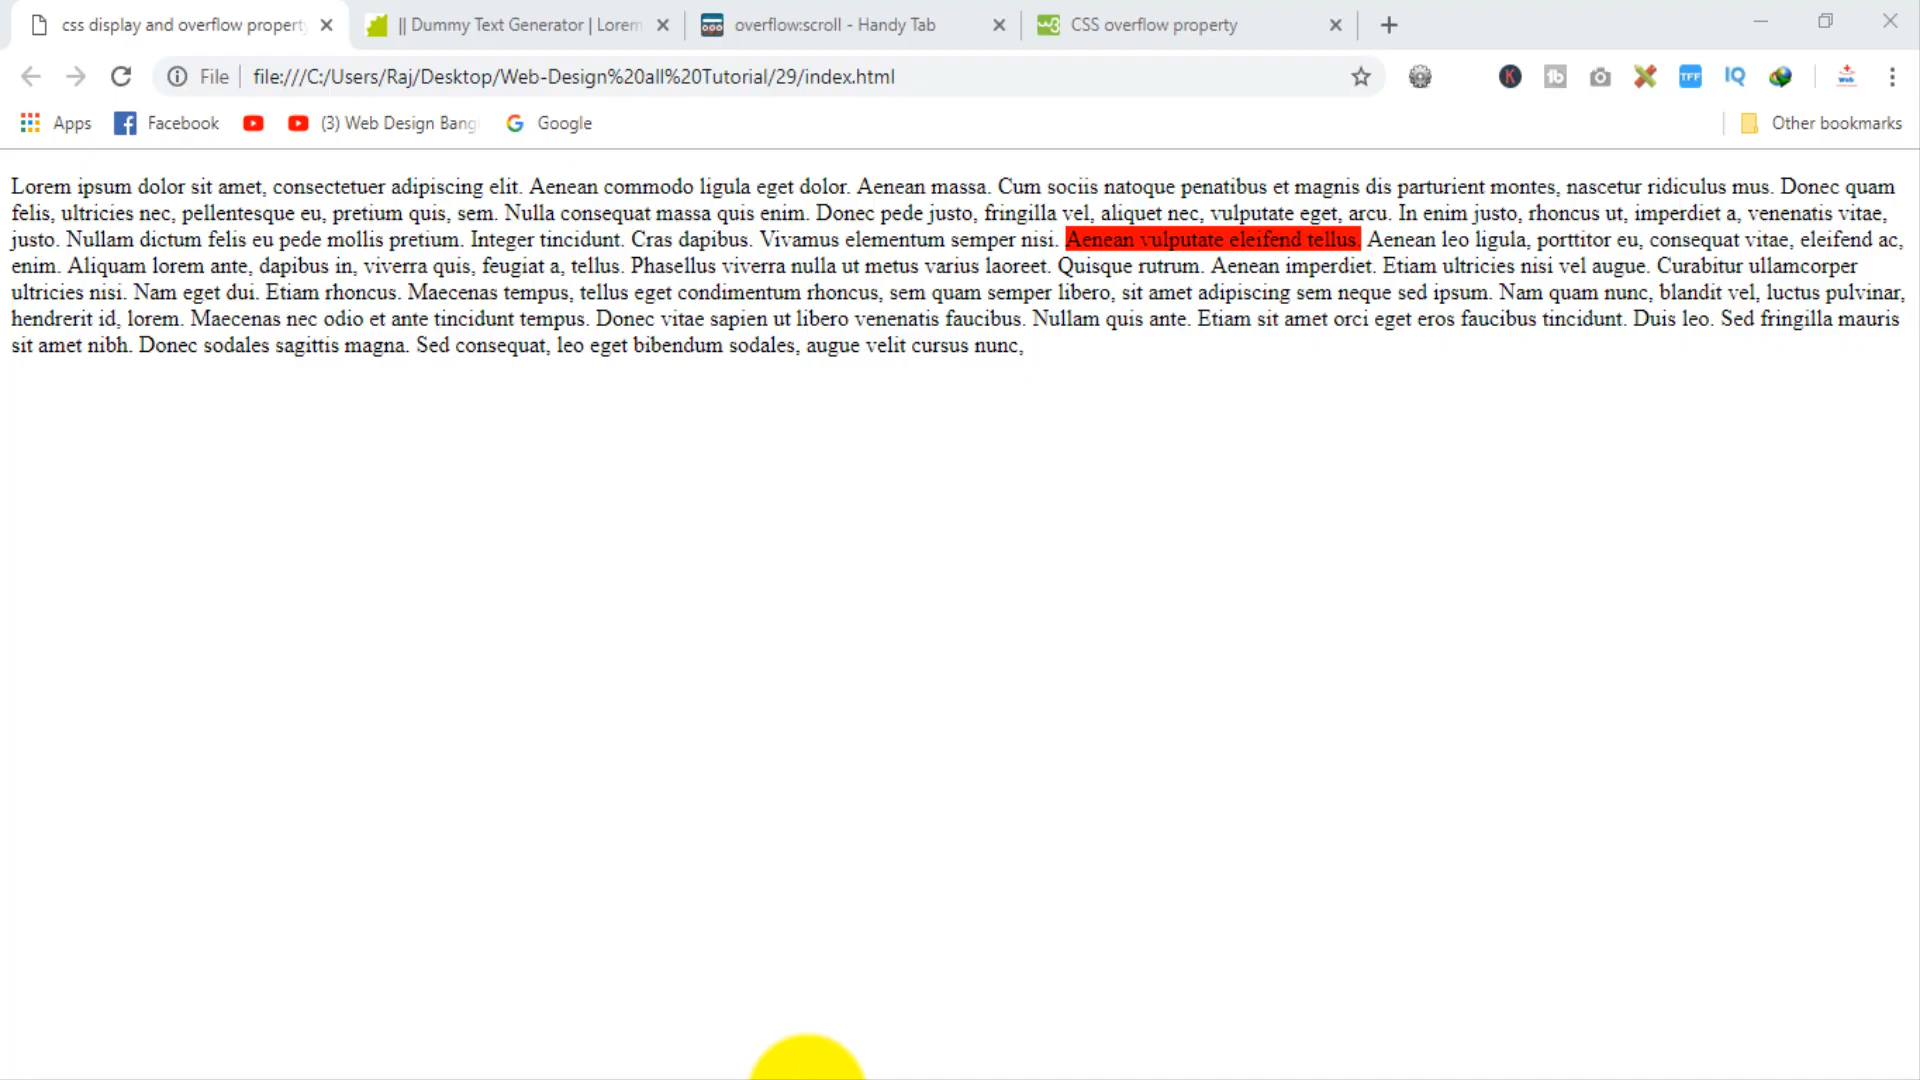 css display and overflow property
|| Dummy Text Generator | Lorem
overflow:scroll - Handy Tab
CSS overflow property
File
file:///C:/Users/Raj/Desktop/Web-Design%20all%20Tutorial/29/index.html
K
tb
TFF
IQ
Apps
Facebook
(3) Web Design Bang
Google
Other bookmarks
Lorem ipsum dolor sit amet, consectetuer adipiscing elit. Aenean commodo ligula eget dolor. Aenean massa. Cum sociis natoque penatibus et magnis dis parturient montes, nascetur ridiculus mus. Donec quam
felis, ultricies nec, pellentesque eu, pretium quis, sem. Nulla consequat massa quis enim. Donec pede justo, fringilla vel, aliquet nec, vulputate eget, arcu. In enim justo, rhoncus ut, imperdiet a, venenatis vitae,
justo. Nullam dictum felis eu pede mollis pretium. Integer tincidunt. Cras dapibus. Vivamus elementum semper nisi. Aenean vulputate eleifend tellus. Aenean leo ligula, porttitor eu, consequat vitae, eleifend ac,
enim. Aliquam lorem ante, dapibus in, viverra quis, feugiat a, tellus. Phasellus viverra nulla ut metus varius laoreet. Quisque rutrum. Aenean imperdiet. Etiam ultricies nisi vel augue. Curabitur ullamcorper
ultricies nisi. Nam eget dui. Etiam rhoncus. Maecenas tempus, tellus eget condimentum rhoncus, sem quam semper libero, sit amet adipiscing sem neque sed ipsum. Nam quam nunc, blandit vel, luctus pulvinar,
hendrerit id, lorem. Maecenas nec odio et ante tincidunt tempus. Donec vitae sapien ut libero venenatis faucibus. Nullam quis ante. Etiam sit amet orci eget eros faucibus tincidunt. Duis leo. Sed fringilla mauris
sit amet nibh. Donec sodales sagittis magna. Sed consequat, leo eget bibendum sodales, augue velit cursus nunc,